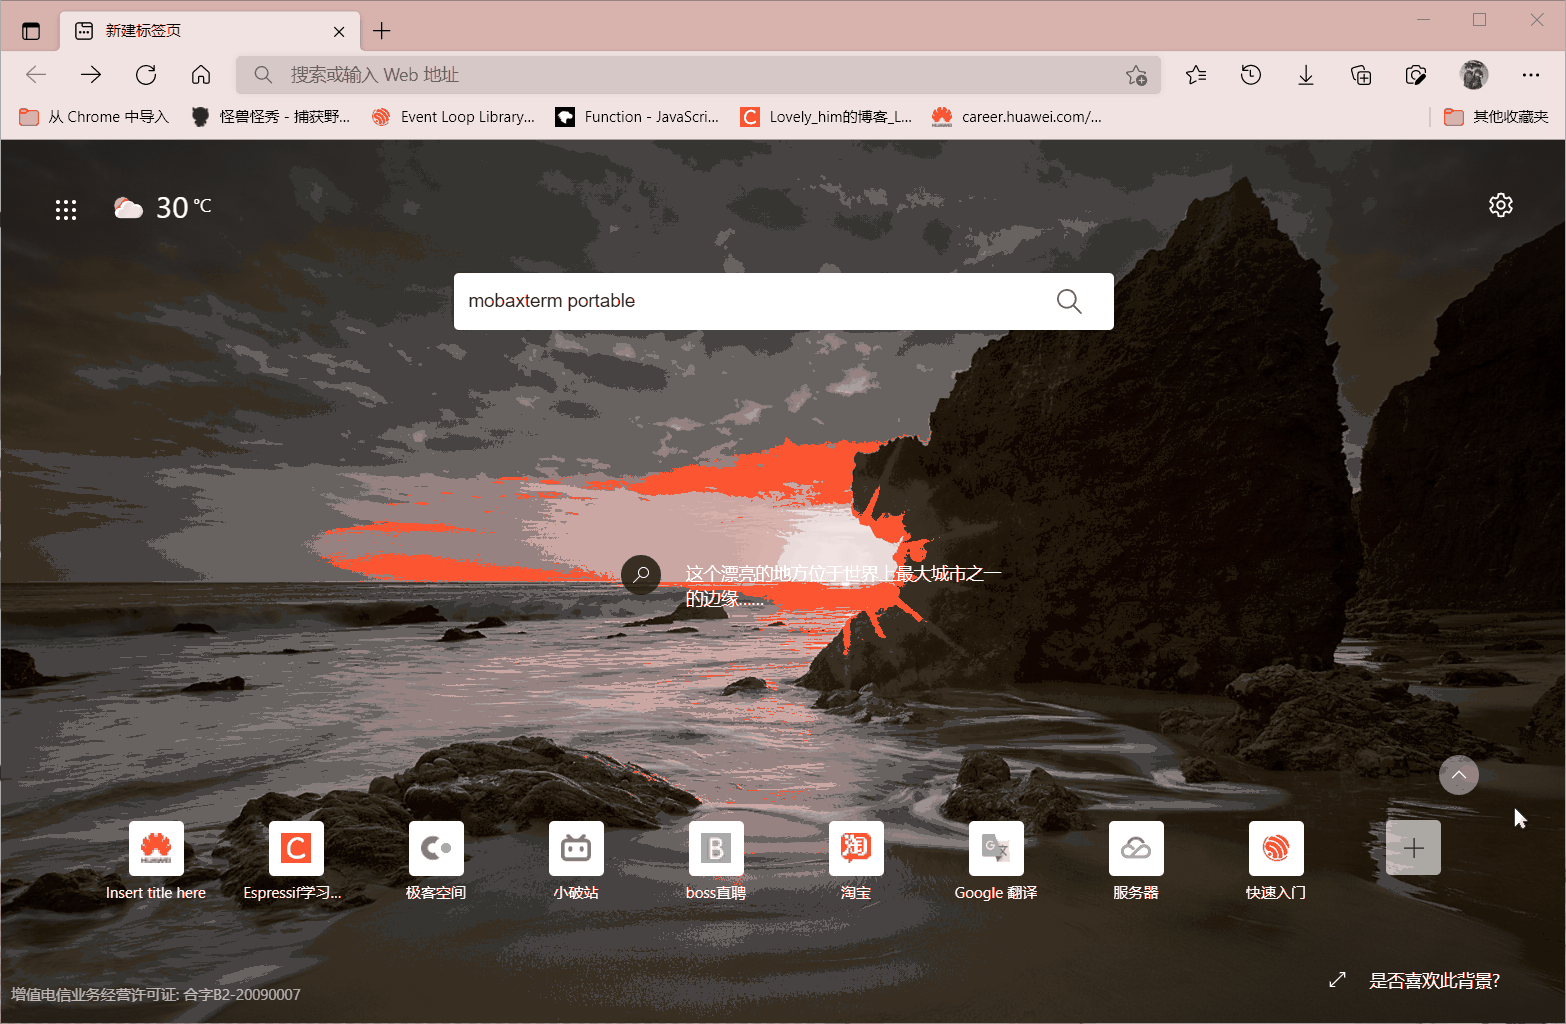 新建标签页
搜索或输入 Web 地址
从 Chrome 中导入
怪兽怪秀 - 捕获野...
Event Loop Library...
Function - JavaScri...
Lovely_him的博客_L...
career.huawei.com/...
其他收藏夹
30 °C
mobaxterm portable
这个漂亮的地方位于世界上最大城市之一
的边缘......
Insert title here
Espressif学习...
极客空间
小破站
boss直聘
淘宝
Google 翻译
服务器
快速入门
是否喜欢此背景?
增值电信业务经营许可证: 合字B2-20090007